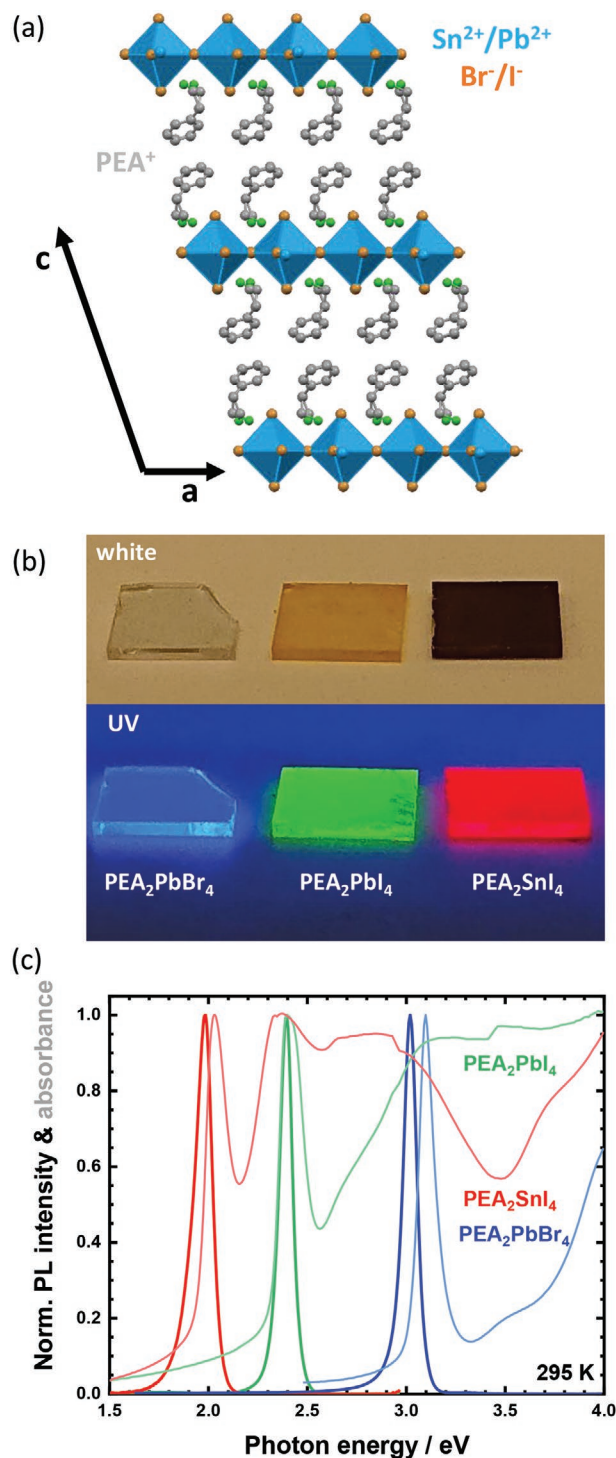 (a)
Sn²⁺/Pb²⁺
Br⁻/I⁻
PEA⁺
c
a
(b)
white
UV
PEA₂PbBr₄
PEA₂PbI₄
PEA₂SnI₄
(c)
Norm. PL intensity & absorbance
1.0
0.8
0.6
0.4
0.2
0.0
PEA₂PbI₄
PEA₂SnI₄
PEA₂PbBr₄
295 K
1.5
2.0
2.5
3.0
3.5
4.0
Photon energy / eV